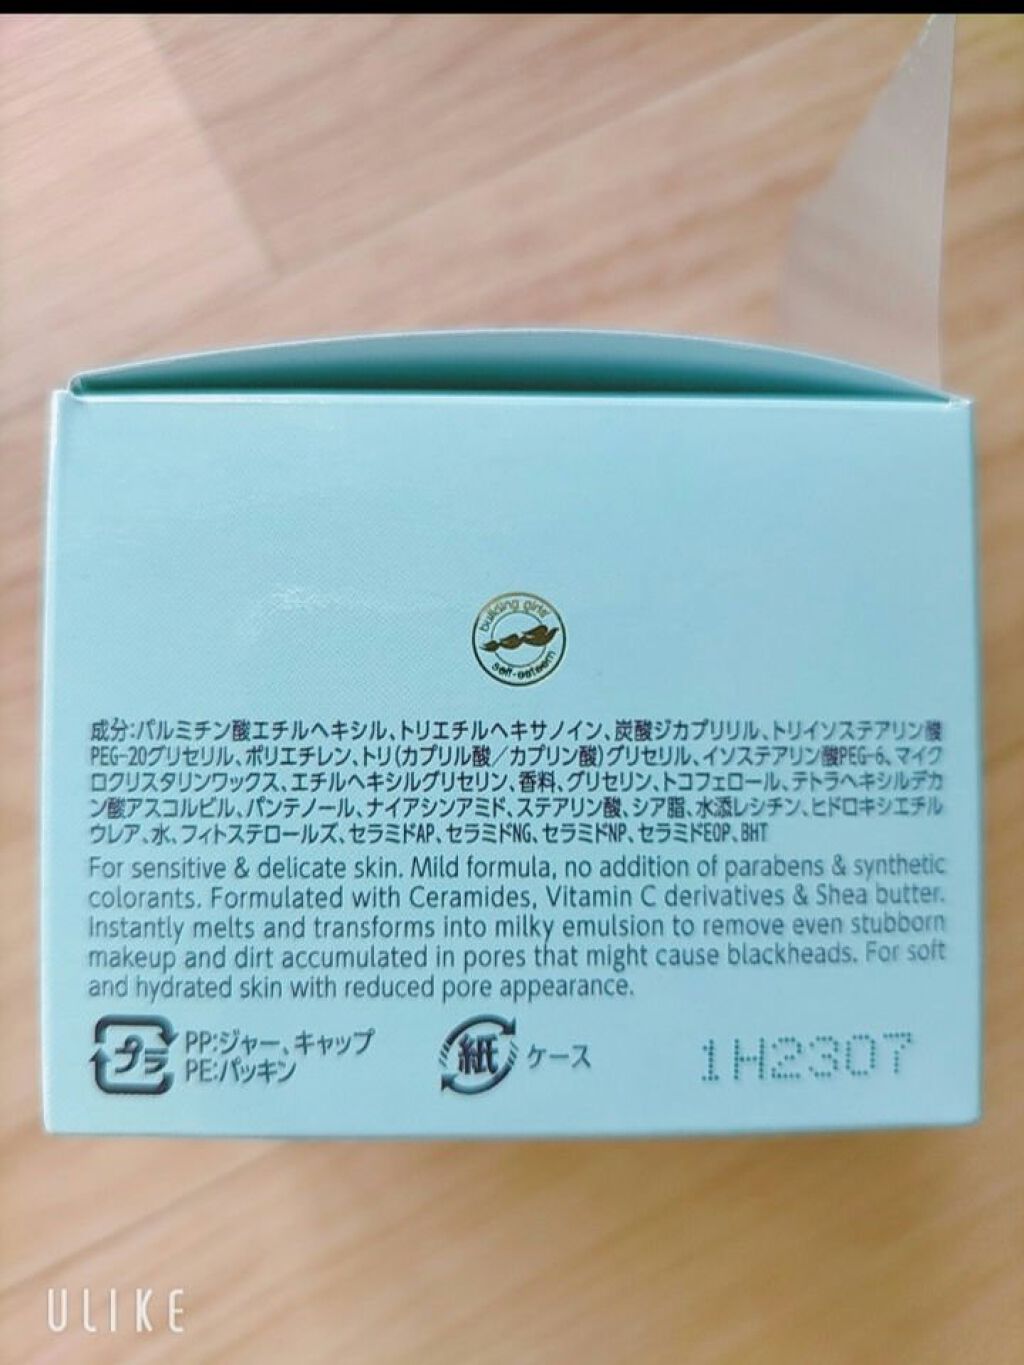 building girls'
self-esteem
成分:パルミチン酸エチルヘキシル、トリエチルヘキサノイン、炭酸ジカプリリル、トリイソステアリン酸
PEG-20グリセリル、ポリエチレン、トリ(カプリル酸/カプリン酸)グリセリル、イソステアリン酸PEG-6、マイク
ロクリスタリンワックス、エチルヘキシルグリセリン、香料、グリセリン、トコフェロール、テトラヘキシルデカ
ン酸アスコルビル、パンテノール、ナイアシンアミド、ステアリン酸、シア脂、水添レシチン、ヒドロキシエチル
ウレア、水、フィトステロールズ、セラミドAP、セラミドNG、セラミドNP、セラミドEOP、BHT
For sensitive & delicate skin. Mild formula, no addition of parabens & synthetic
colorants. Formulated with Ceramides, Vitamin C derivatives & Shea butter.
Instantly melts and transforms into milky emulsion to remove even stubborn
makeup and dirt accumulated in pores that might cause blackheads. For soft
and hydrated skin with reduced pore appearance.
プラ PP:ジャー、キャップ
PE:パッキン
紙 ケース
1H2307
ULIKE